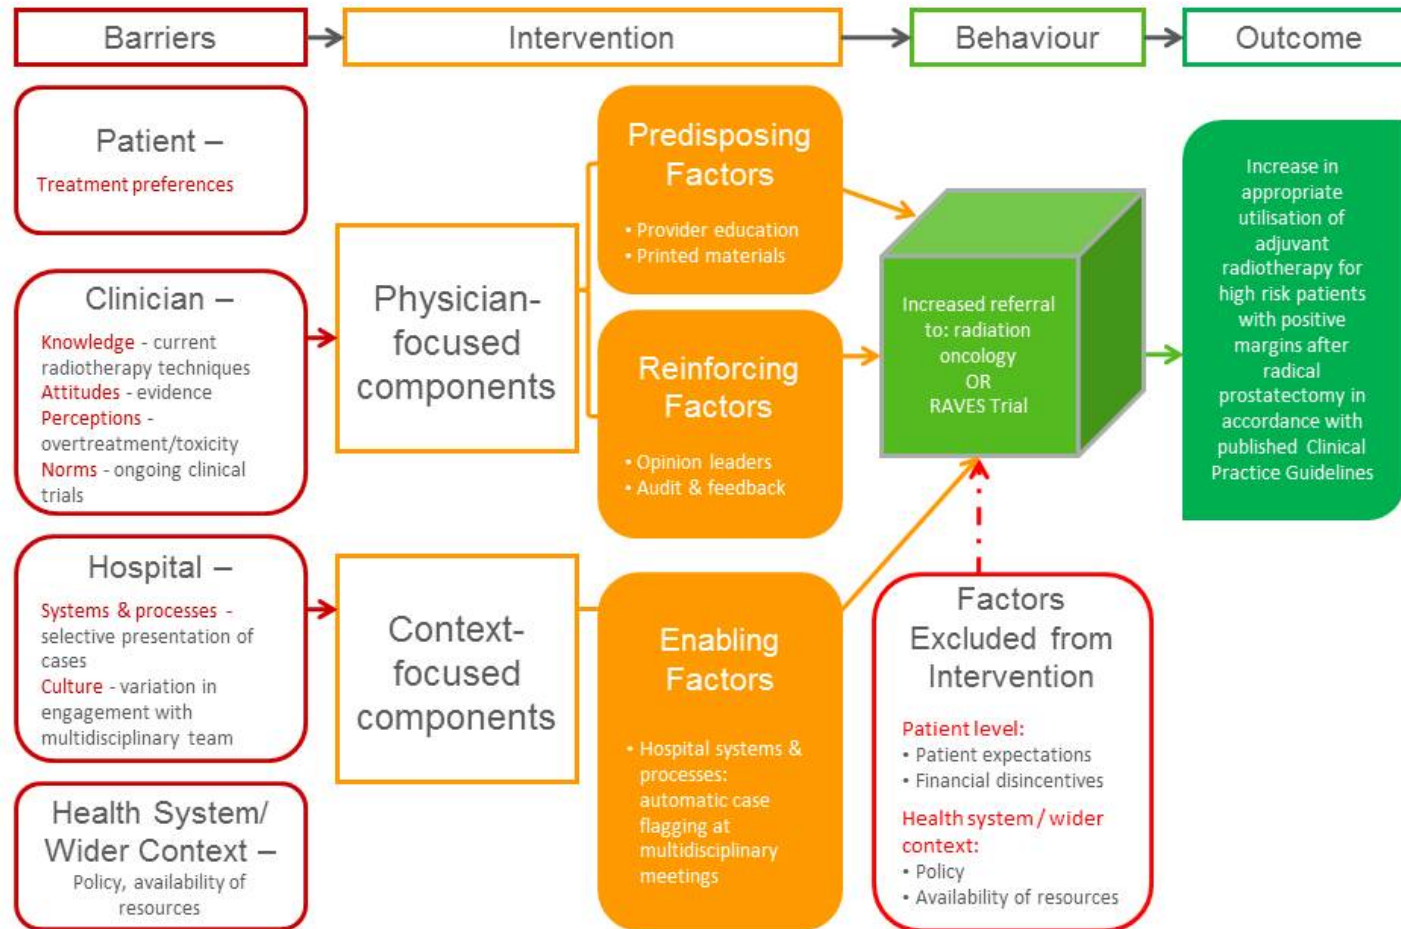 Barriers
Intervention
Behaviour
Outcome
Patient –
Treatment preferences
Clinician –
Knowledge - current
radiotherapy techniques
Attitudes - evidence
Perceptions -
overtreatment/toxicity
Norms - ongoing clinical
trials
Hospital –
Systems & processes -
selective presentation of
cases
Culture - variation in
engagement with
multidisciplinary team
Health System/
Wider Context –
Policy, availability of
resources
Physician-
focused
components
Context-
focused
components
Predisposing
Factors
• Provider education
• Printed materials
Reinforcing
Factors
• Opinion leaders
• Audit & feedback
Enabling
Factors
• Hospital systems &
processes:
automatic case
flagging at
multidisciplinary
meetings
Increased referral
to: radiation
oncology
OR
RAVES Trial
Factors
Excluded from
Intervention
Patient level:
• Patient expectations
• Financial disincentives
Health system / wider
context:
• Policy
• Availability of resources
Increase in
appropriate
utilisation of
adjuvant
radiotherapy for
high risk patients
with positive
margins after
radical
prostatectomy in
accordance with
published Clinical
Practice Guidelines